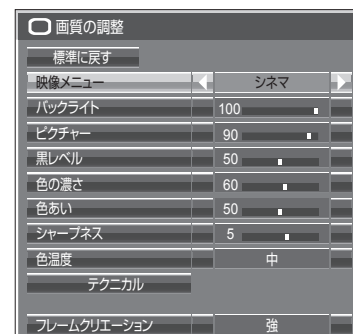 画質の調整
標準に戻す
映像メニュー シネマ
バックライト 100
ピクチャー 90
黒レベル 50
色の濃さ 60
色あい 50
シャープネス 5
色温度 中
テクニカル
フレームクリエーション 強